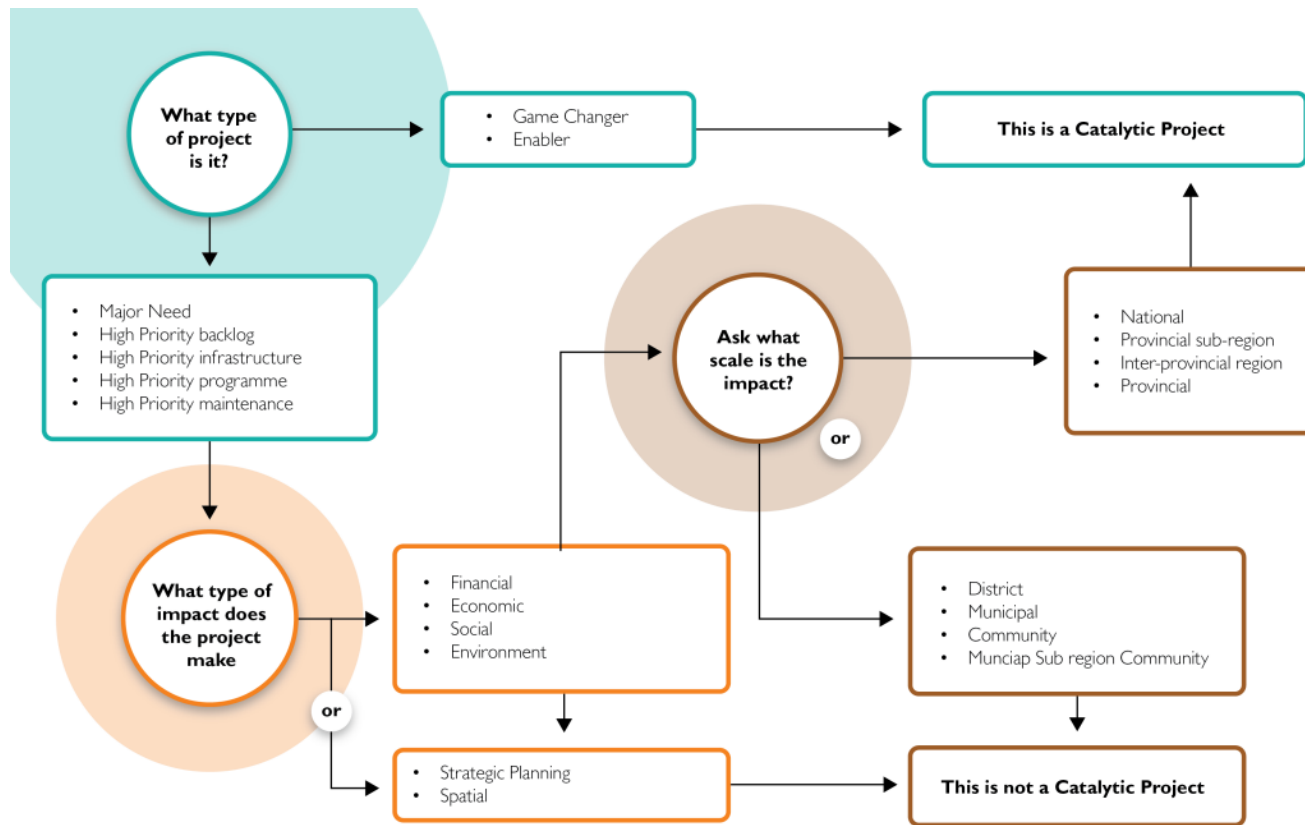 What type
of project
is it?
• Game Changer
• Enabler
This is a Catalytic Project
• Major Need
• High Priority backlog
• High Priority infrastructure
• High Priority programme
• High Priority maintenance
Ask what
scale is the
impact?
or
• National
• Provincial sub-region
• Inter-provincial region
• Provincial
What type of
impact does
the project
make
or
• Financial
• Economic
• Social
• Environment
• District
• Municipal
• Community
• Munciap Sub region Community
• Strategic Planning
• Spatial
This is not a Catalytic Project